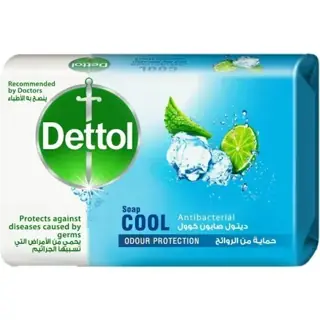 Recommended
by Doctors
ينصح به الأطباء
Dettol
Protects against
diseases caused by
germs
يحمي من الأمراض التي
تسببها الجراثيم
Soap
COOL
Antibacterial
ديتول صابون كوول
ODOUR PROTECTION
حماية من الروائح